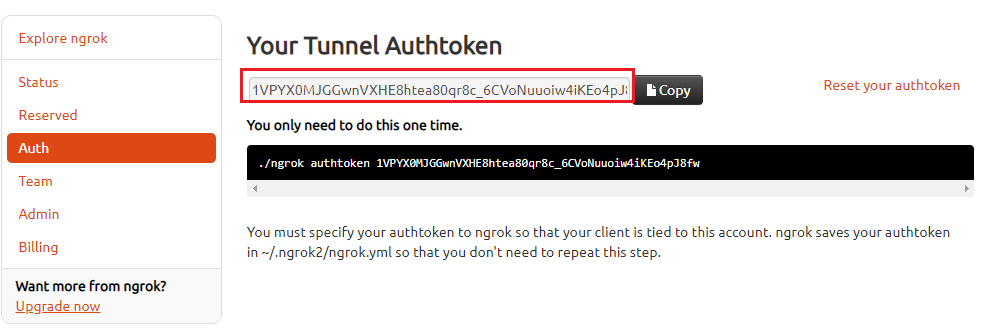 Explore ngrok
Status
Reserved
Auth
Team
Admin
Billing
Want more from ngrok?
Upgrade now
Your Tunnel Authtoken
1VPYX0MJGGwnVXHE8htea80qr8c_6CVoNuuoiw4iKEo4pJ8
Copy
Reset your authtoken
You only need to do this one time.
./ngrok authtoken 1VPYX0MJGGwnVXHE8htea80qr8c_6CVoNuuoiw4iKEo4pJ8fw
You must specify your authtoken to ngrok so that your client is tied to this account. ngrok saves your authtoken
in ~/.ngrok2/ngrok.yml so that you don't need to repeat this step.